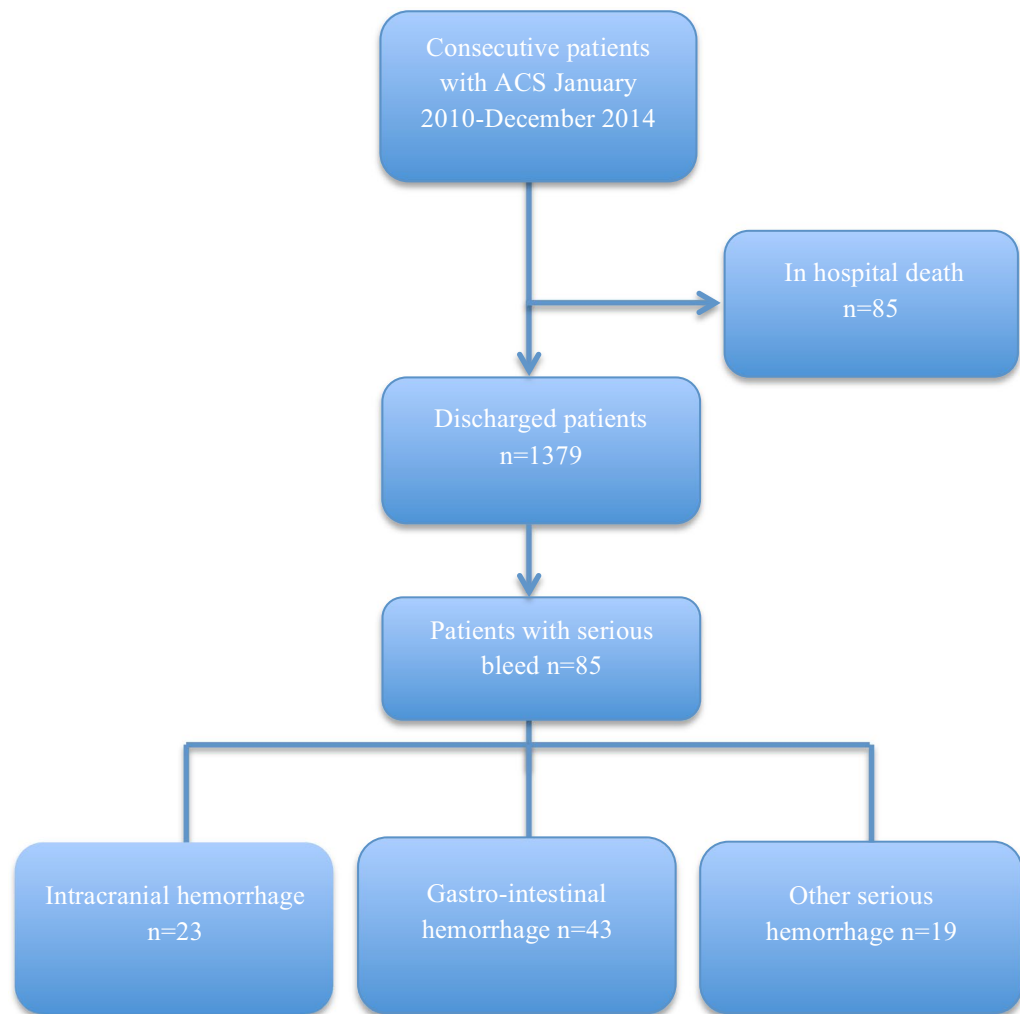 Consecutive patients
with ACS January
2010-December 2014
In hospital death
n=85
Discharged patients
n=1379
Patients with serious
bleed n=85
Intracranial hemorrhage
n=23
Gastro-intestinal
hemorrhage n=43
Other serious
hemorrhage n=19